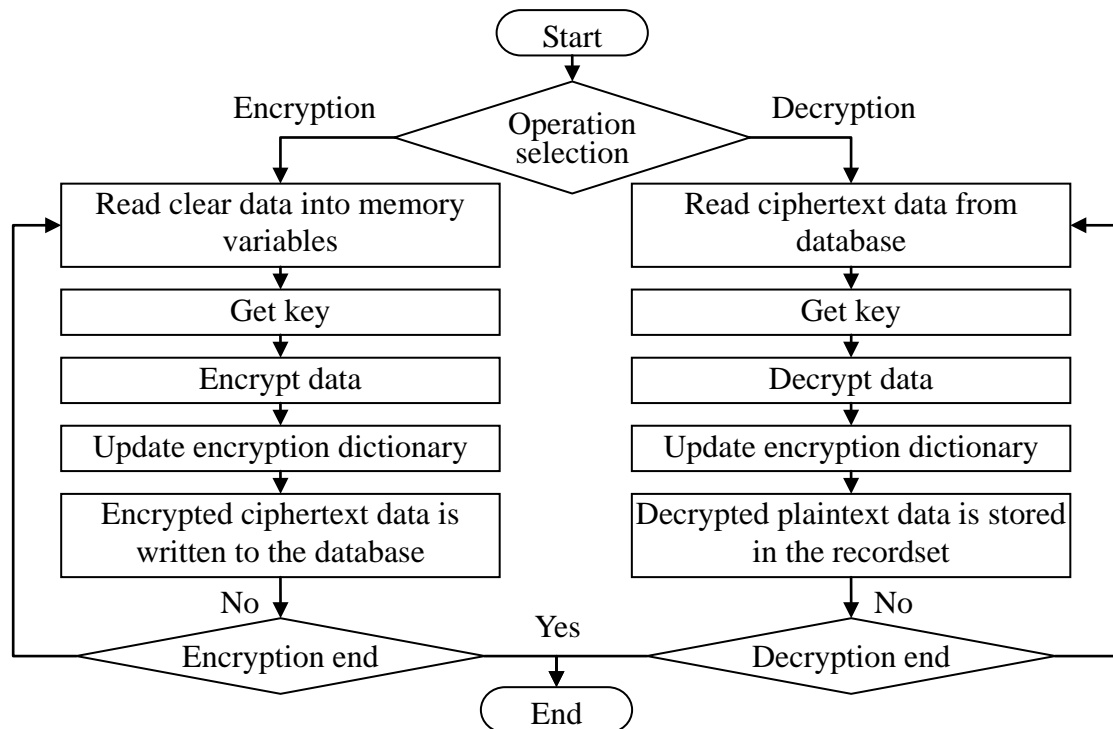 Start
Encryption
Decryption
Operation
selection
Read clear data into memory
variables
Read ciphertext data from
database
Get key
Get key
Encrypt data
Decrypt data
Update encryption dictionary
Update encryption dictionary
Encrypted ciphertext data is
written to the database
Decrypted plaintext data is stored
in the recordset
No
No
Yes
Encryption end
Decryption end
End